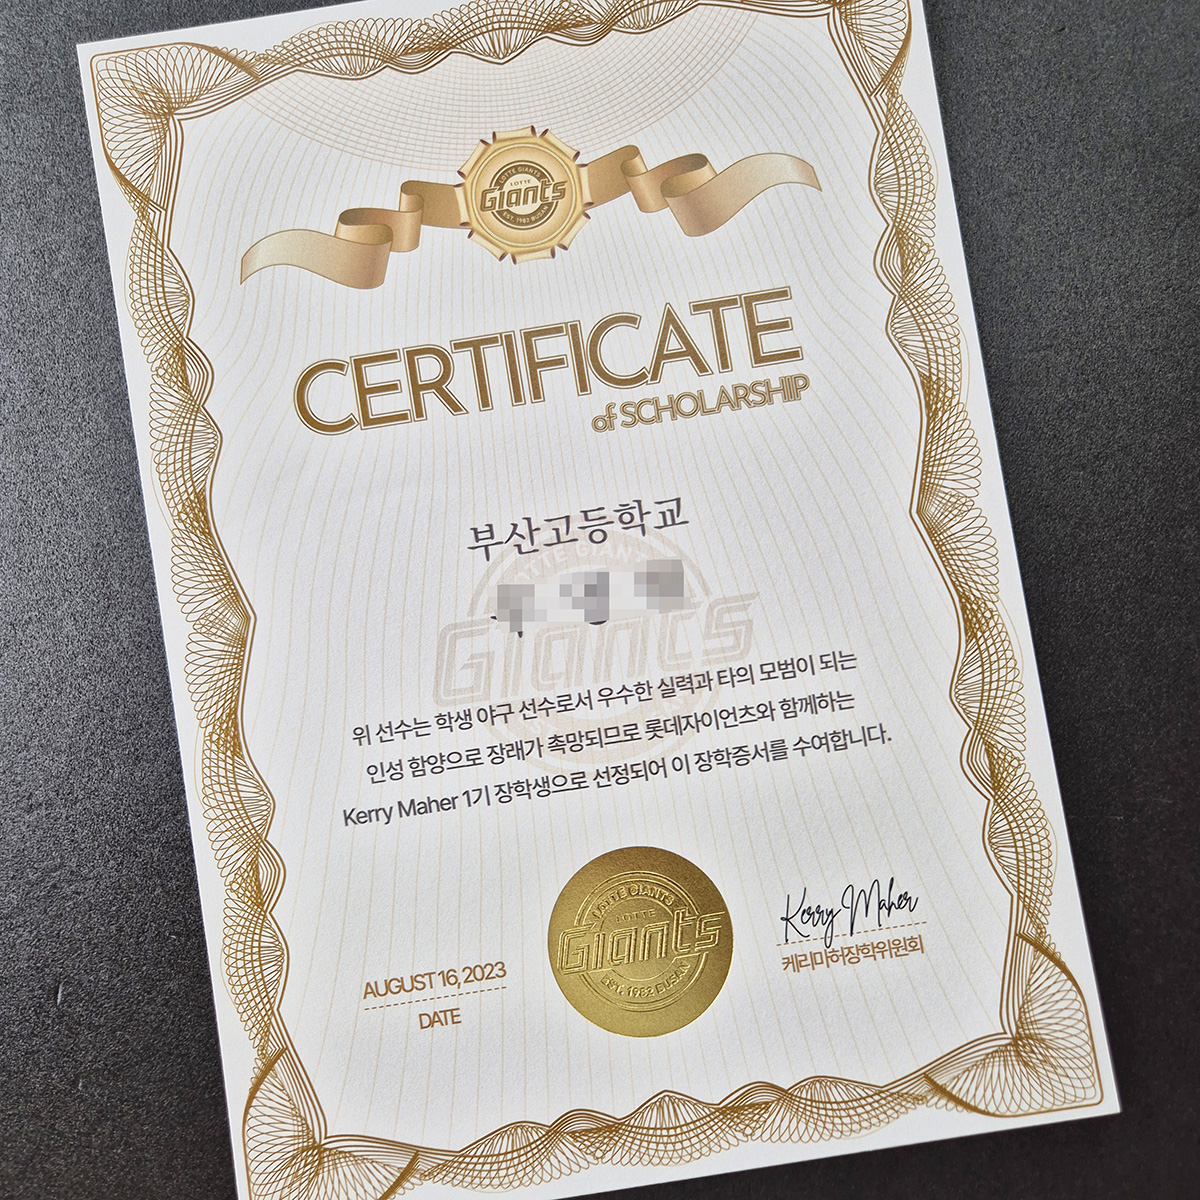 LOTTE GIANTS
LOTTE
Giants
EST. 1982 BUSAN
CERTIFICATE
of SCHOLARSHIP
부산고등학교
LOTTE GIANTS
Giants
위 선수는 학생 야구 선수로서 우수한 실력과 타의 모범이 되는
인성 함양으로 장래가 촉망되므로 롯데자이언츠와 함께하는
Kerry Maher 1기 장학생으로 선정되어 이 장학증서를 수여합니다.
AUGUST 16, 2023
DATE
LOTTE GIANTS
LOTTE
Giants
EST. 1982 BUSAN
Kerry Maher
케리마허장학위원회